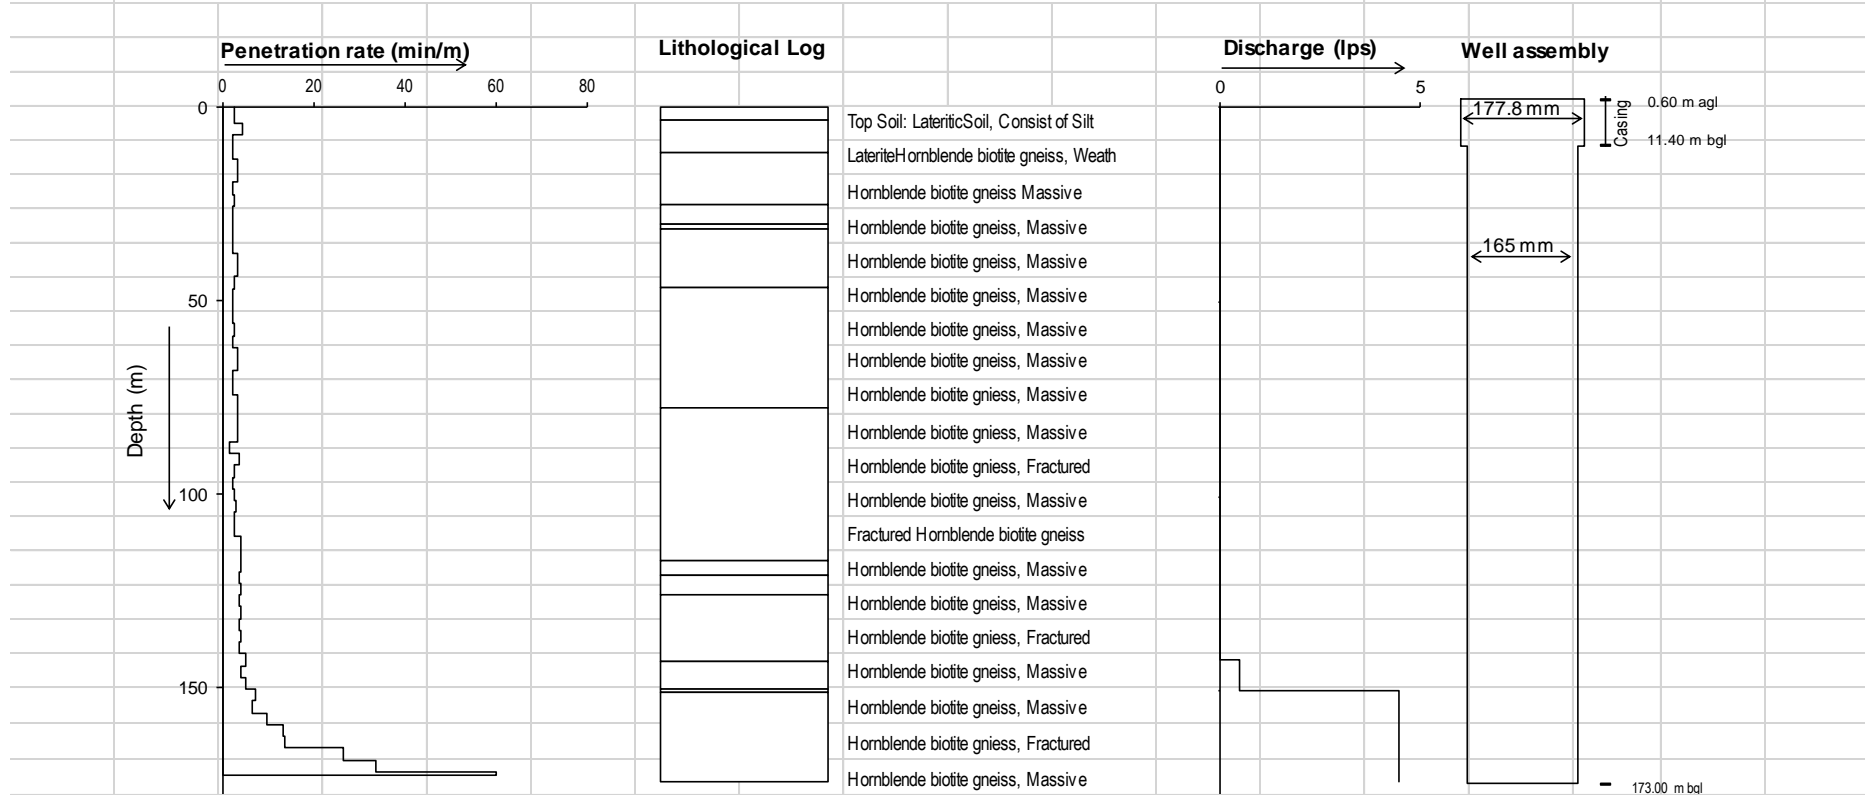 Penetration rate (min/m)
Lithological Log
Discharge (lps)
Well assembly
0 20 40 60 80
0 5
0
50
100
150
Depth (m)
Top Soil: LateriticSoil, Consist of Silt
LateriteHornblende biotite gneiss, Weath
Hornblende biotite gneiss Massive
Hornblende biotite gneiss, Massive
Hornblende biotite gneiss, Massive
Hornblende biotite gneiss, Massive
Hornblende biotite gneiss, Massive
Hornblende biotite gneiss, Massive
Hornblende biotite gneiss, Massive
Hornblende biotite gniess, Massive
Hornblende biotite gniess, Fractured
Hornblende biotite gneiss, Massive
Fractured Hornblende biotite gneiss
Hornblende biotite gneiss, Massive
Hornblende biotite gneiss, Massive
Hornblende biotite gniess, Fractured
Hornblende biotite gneiss, Massive
Hornblende biotite gneiss, Massive
Hornblende biotite gniess, Fractured
Hornblende biotite gneiss, Massive
177.8 mm
165 mm
Casing
0.60 m agl
11.40 m bgl
173.00 m bgl